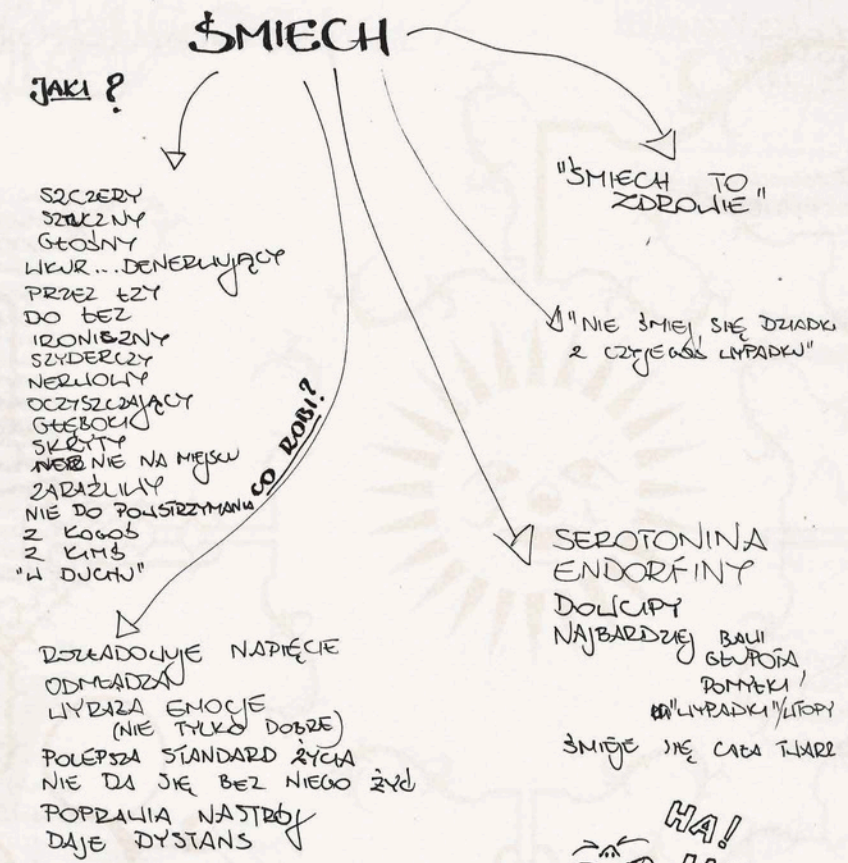 ŚMIECH
JAKI?
SZCZERY
SZTUCZNY
GŁOŚNY
WKUR...DENERWUJĄCY
PRZEZ ŁZY
DO ŁEZ
IRONICZNY
SZYDERCZY
NERWOWY
OCZYSZCZAJĄCY
GŁĘBOKI
SKRYTY
NIE NA MIEJSCU
ZARAŹLIWY
NIE DO POWSTRZYMANIA
Z KOGOŚ
Z KIMŚ
"W DUCHU"
CO ROBI?
ROZŁADOWUJE NAPIĘCIE
ODMŁADZA
WYRAŻA EMOCJE
(NIE TYLKO DOBRE)
POLEPSZA STANDARD ŻYCIA
NIE DA SIĘ BEZ NIEGO ŻYĆ
POPRAWIA NASTRÓJ
DAJE DYSTANS
"ŚMIECH TO
ZDROWIE"
"NIE ŚMIEJ SIĘ DZIADKU
Z CZYJEGOŚ WYPADKU"
SEROTONINA
ENDORFINY
DOWCIPY
NAJBARDZIEJ BAWI
GŁUPOTA,
POMYŁKI,
"WYPADKI"/WTOPY
ŚMIEJE SIĘ CAŁA TWARZ
HA!